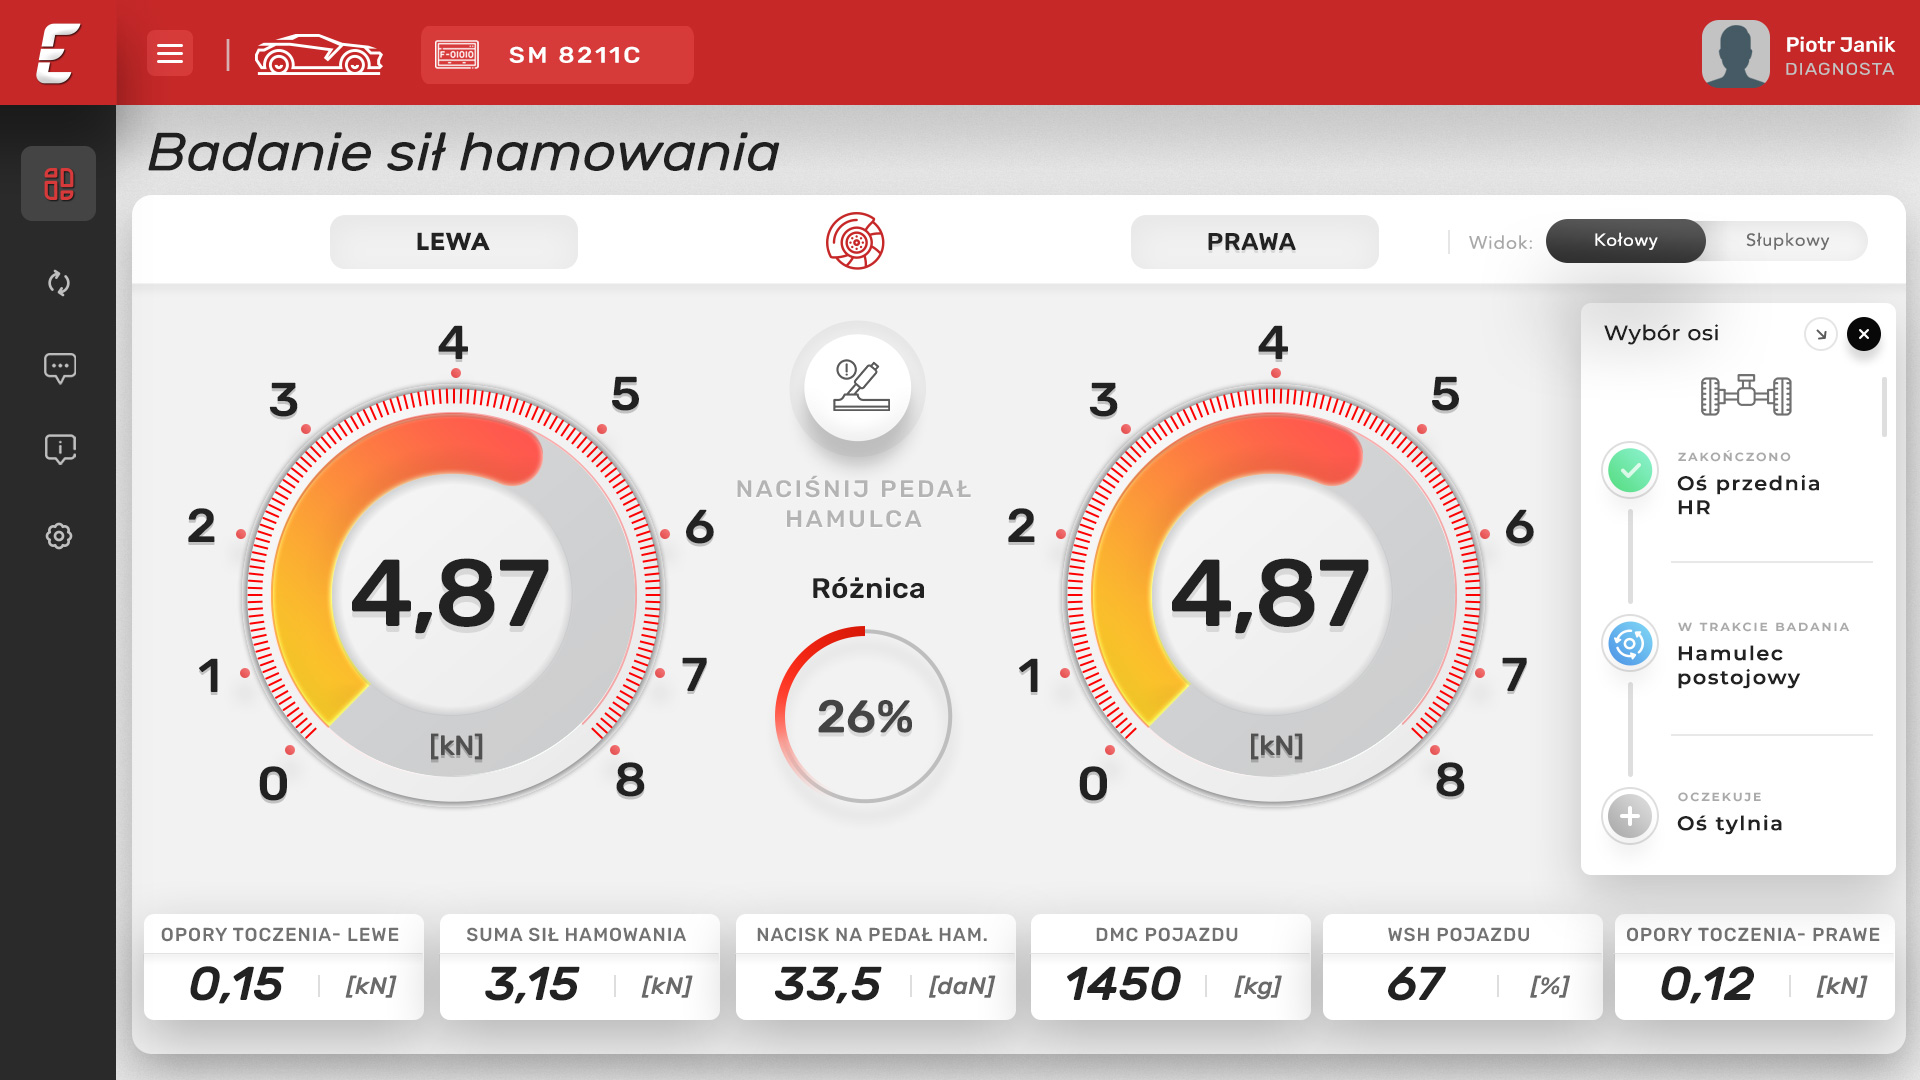 E
F-01010
SM 8211C
Piotr Janik
DIAGNOSTA
Badanie sił hamowania
LEWA
PRAWA
Widok:
Kołowy
Słupkowy
0
1
2
3
4
5
6
7
8
4,87
[kN]
NACIŚNIJ PEDAŁ
HAMULCA
Różnica
26%
0
1
2
3
4
5
6
7
8
4,87
[kN]
Wybór osi
ZAKOŃCZONO
Oś przednia
HR
W TRAKCIE BADANIA
Hamulec
postojowy
OCZEKUJE
Oś tylnia
OPORY TOCZENIA- LEWE
0,15 [kN]
SUMA SIŁ HAMOWANIA
3,15 [kN]
NACISK NA PEDAŁ HAM.
33,5 [daN]
DMC POJAZDU
1450 [kg]
WSH POJAZDU
67 [%]
OPORY TOCZENIA- PRAWE
0,12 [kN]